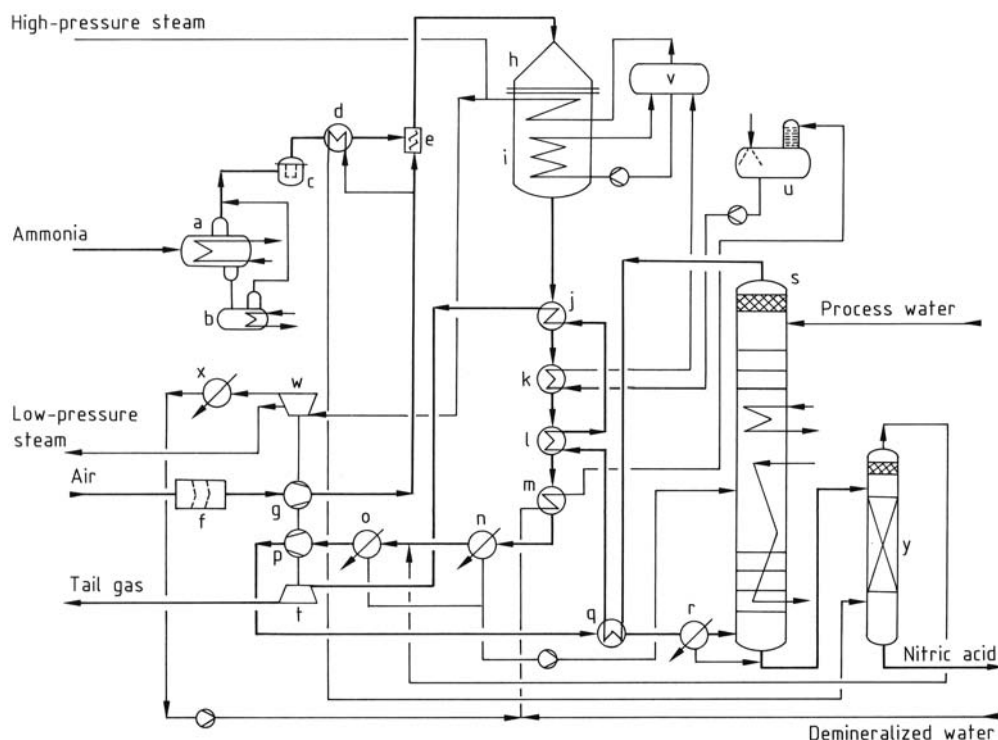 High-pressure steam
h
v
d
e
i
c
u
a
Ammonia
j
s
b
Process water
k
x
w
Low-pressure
steam
l
Air
m
f
g
o
n
p
y
Tail gas
t
q
r
Nitric acid
Demineralized water